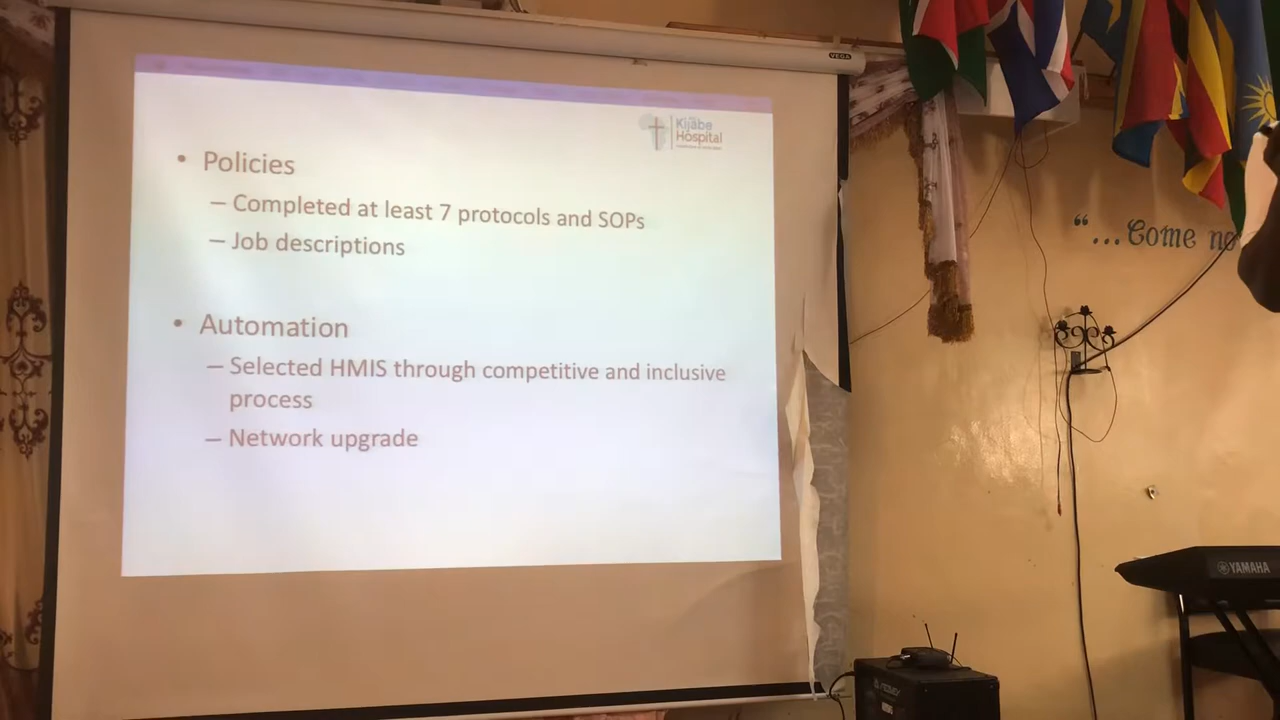 VEGA
Kijabe
Hospital
• Policies
– Completed at least 7 protocols and SOPs
– Job descriptions
• Automation
– Selected HMIS through competitive and inclusive
process
– Network upgrade
“...Come no
YAMAHA